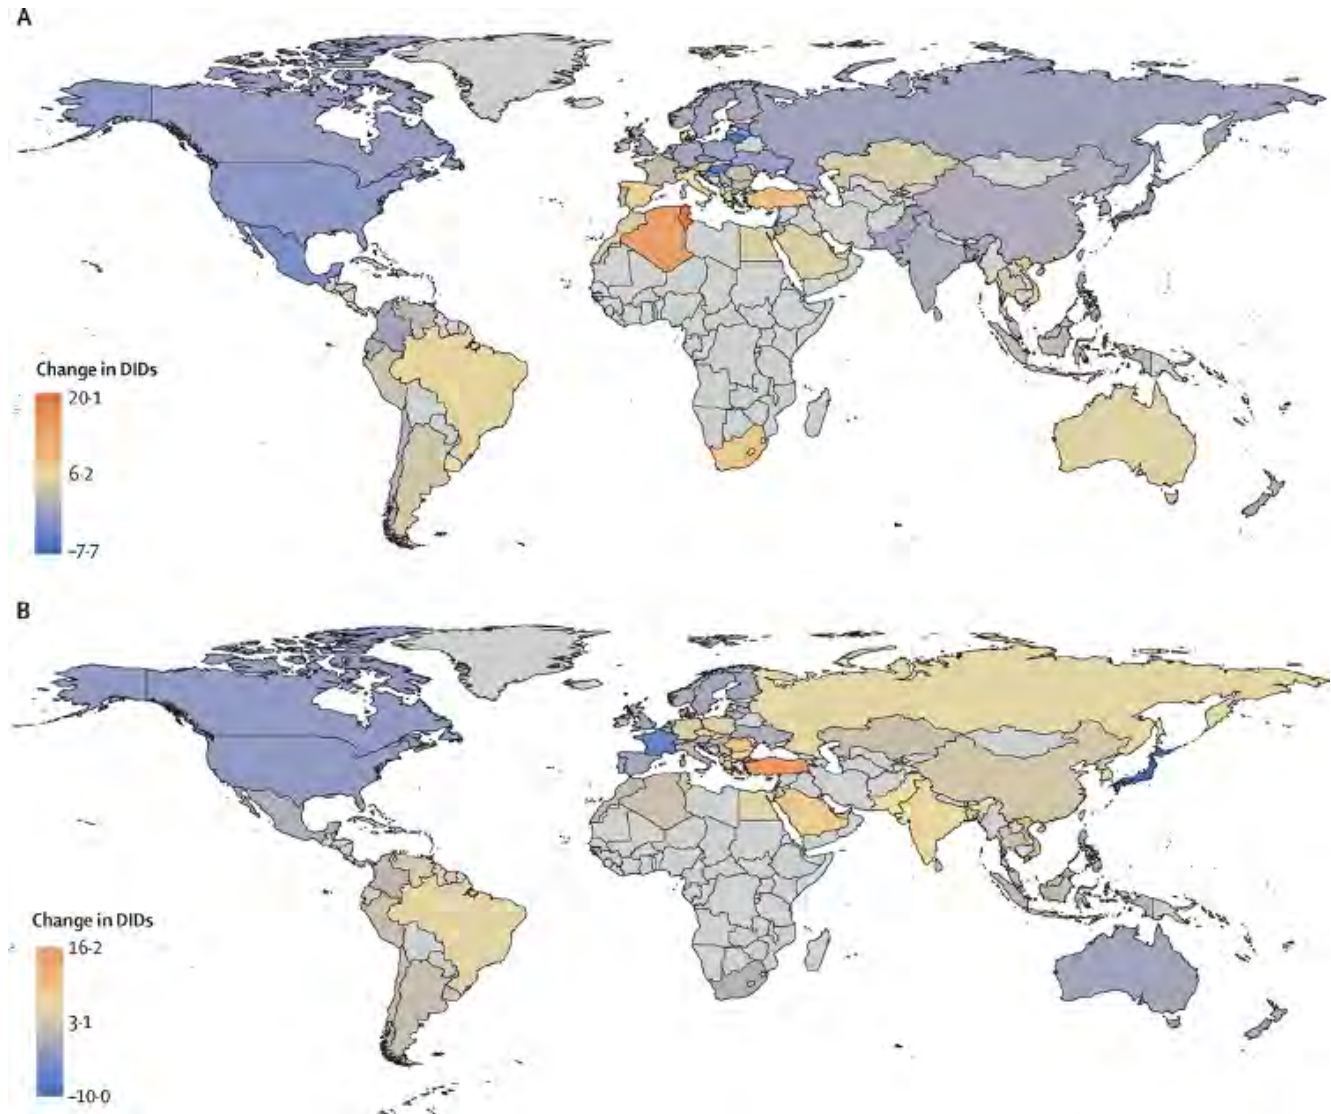 A
Change in DIDs
20·1
6·2
–7·7
B
Change in DIDs
16·2
3·1
–10·0